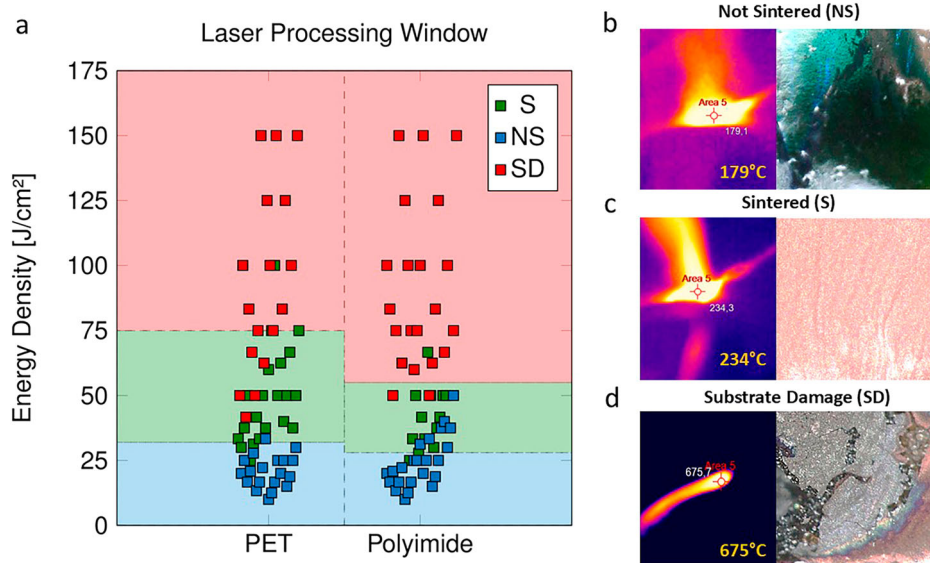 a
Laser Processing Window
Energy Density [J/cm²]
175
150
125
100
75
50
25
0
S
NS
SD
PET
Polyimide
b
Not Sintered (NS)
Area 5
179,1
179°C
c
Sintered (S)
Area 5
234,3
234°C
d
Substrate Damage (SD)
Area 5
675,7
675°C